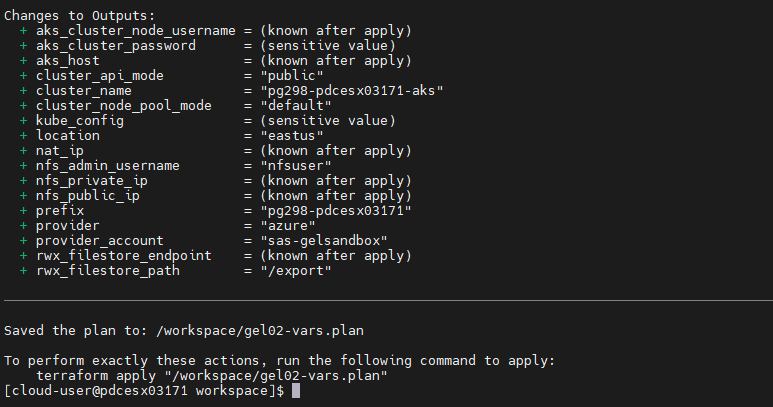 Changes to Outputs:
  + aks_cluster_node_username = (known after apply)
  + aks_cluster_password      = (sensitive value)
  + aks_host                  = (known after apply)
  + cluster_api_mode          = "public"
  + cluster_name              = "pg298-pdcesx03171-aks"
  + cluster_node_pool_mode    = "default"
  + kube_config               = (sensitive value)
  + location                  = "eastus"
  + nat_ip                    = (known after apply)
  + nfs_admin_username        = "nfsuser"
  + nfs_private_ip            = (known after apply)
  + nfs_public_ip             = (known after apply)
  + prefix                    = "pg298-pdcesx03171"
  + provider                  = "azure"
  + provider_account          = "sas-gelsandbox"
  + rwx_filestore_endpoint    = (known after apply)
  + rwx_filestore_path        = "/export"
Saved the plan to: /workspace/gel02-vars.plan
To perform exactly these actions, run the following command to apply:
    terraform apply "/workspace/gel02-vars.plan"
[cloud-user@pdcesx03171 workspace]$